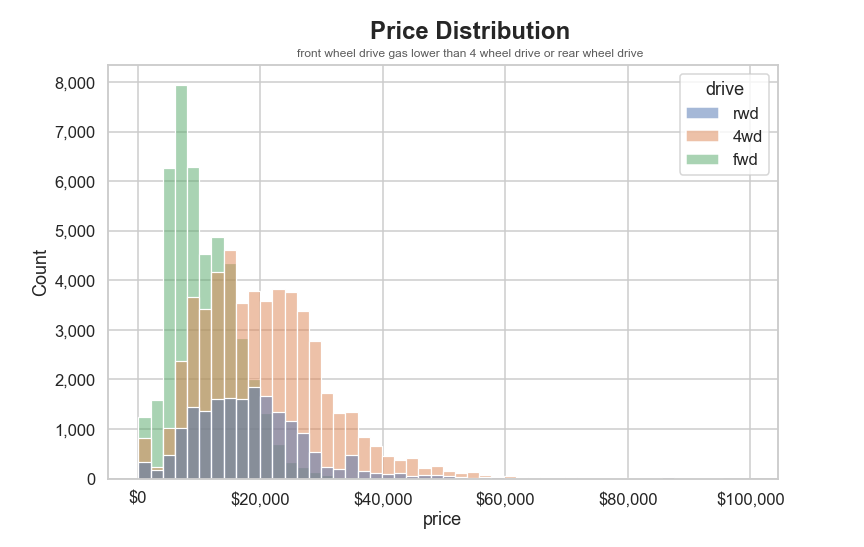 Price Distribution
front wheel drive gas lower than 4 wheel drive or rear wheel drive
drive
rwd
4wd
fwd
Count
8,000
7,000
6,000
5,000
4,000
3,000
2,000
1,000
0
$0
$20,000
$40,000
$60,000
$80,000
$100,000
price